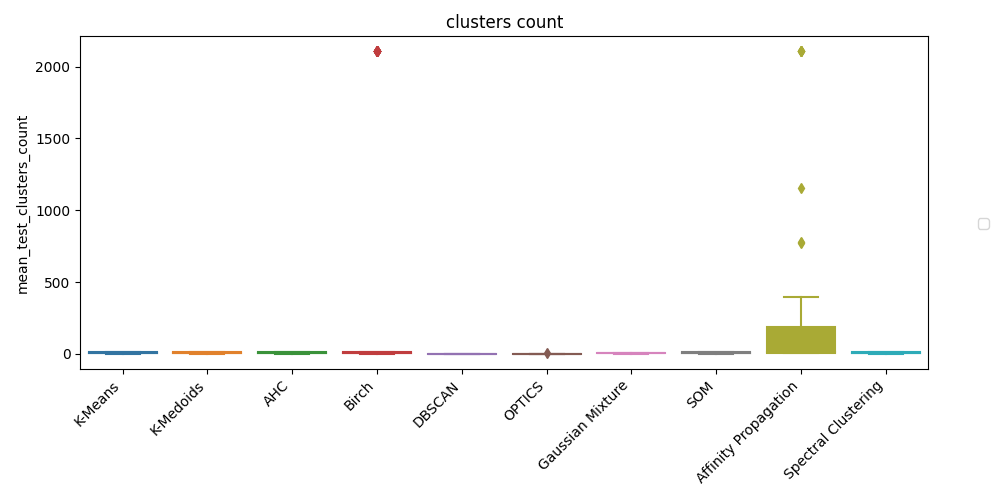 clusters count
mean_test_clusters_count
2000
1500
1000
500
0
K-Means
K-Medoids
AHC
Birch
DBSCAN
OPTICS
Gaussian Mixture
SOM
Affinity Propagation
Spectral Clustering